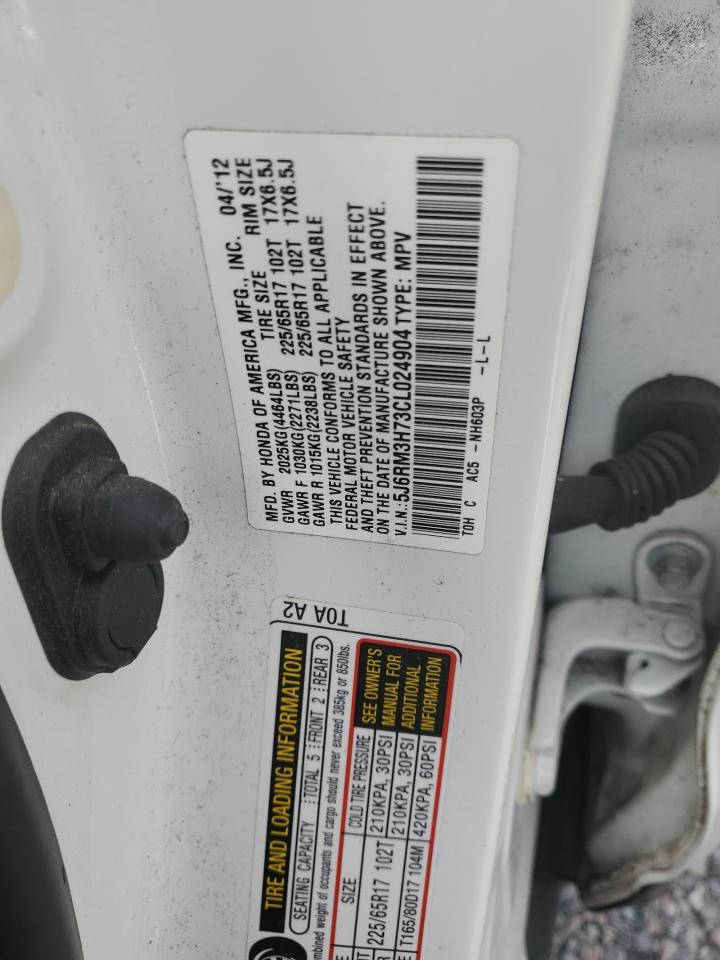 MFD. BY HONDA OF AMERICA MFG., INC. 04/'12
GVWR 2025KG(4464LBS) TIRE SIZE RIM SIZE
GAWR F 1030KG(2271LBS) 225/65R17 102T 17X6.5J
GAWR R 1015KG(2238LBS) 225/65R17 102T 17X6.5J
THIS VEHICLE CONFORMS TO ALL APPLICABLE
FEDERAL MOTOR VEHICLE SAFETY
AND THEFT PREVENTION STANDARDS IN EFFECT
ON THE DATE OF MANUFACTURE SHOWN ABOVE.
V.I.N.: 5J6RM3H73CL024904 TYPE: MPV
TOH C AC5 - NH603P - L - L
T0A A2
TIRE AND LOADING INFORMATION
SEATING CAPACITY TOTAL 5 FRONT 2 REAR 3
of occupants and cargo should never exceed 385kg or 850lbs.
SIZE COLD TIRE PRESSURE SEE OWNER'S
225/65R17 102T 210KPA, 30PSI MANUAL FOR
225/65R17 102T 210KPA, 30PSI ADDITIONAL
T165/80D17 104M 420KPA, 60PSI INFORMATION